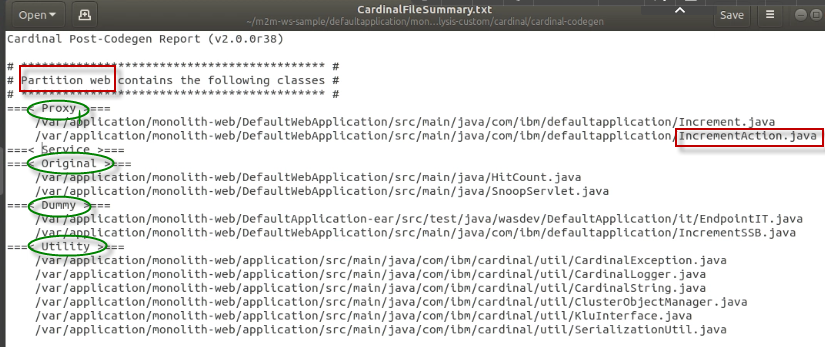 CardinalFileSummary.txt
~/m2m-ws-sample/defaultapplication/mon...lysis-custom/cardinal/cardinal-codegen
Save
Cardinal Post-Codegen Report (v2.0.0r38)
# ******************************************** #
# Partition web contains the following classes #
# ******************************************** #
===< Proxy >===
/var/application/monolith-web/DefaultWebApplication/src/main/java/com/ibm/defaultapplication/Increment.java
/var/application/monolith-web/DefaultWebApplication/src/main/java/com/ibm/defaultapplication/IncrementAction.java
===< Service >===
===< Original >===
/var/application/monolith-web/DefaultWebApplication/src/main/java/HitCount.java
/var/application/monolith-web/DefaultWebApplication/src/main/java/SnoopServlet.java
===< Dummy >===
/var/application/monolith-web/DefaultApplication-ear/src/test/java/wasdev/DefaultApplication/it/EndpointIT.java
/var/application/monolith-web/DefaultWebApplication/src/main/java/com/ibm/defaultapplication/IncrementSSB.java
===< Utility >===
/var/application/monolith-web/application/src/main/java/com/ibm/cardinal/util/CardinalException.java
/var/application/monolith-web/application/src/main/java/com/ibm/cardinal/util/CardinalLogger.java
/var/application/monolith-web/application/src/main/java/com/ibm/cardinal/util/CardinalString.java
/var/application/monolith-web/application/src/main/java/com/ibm/cardinal/util/ClusterObjectManager.java
/var/application/monolith-web/application/src/main/java/com/ibm/cardinal/util/KluInterface.java
/var/application/monolith-web/application/src/main/java/com/ibm/cardinal/util/SerializationUtil.java